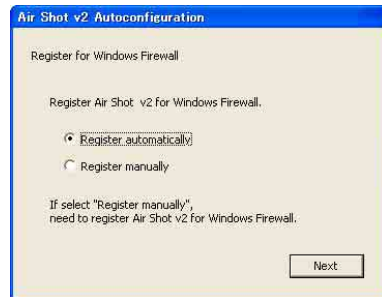 Air Shot v2 Autoconfiguration
Register for Windows Firewall
Register Air Shot v2 for Windows Firewall.
Register automatically
Register manually
If select "Register manually",
need to register Air Shot v2 for Windows Firewall.
Next